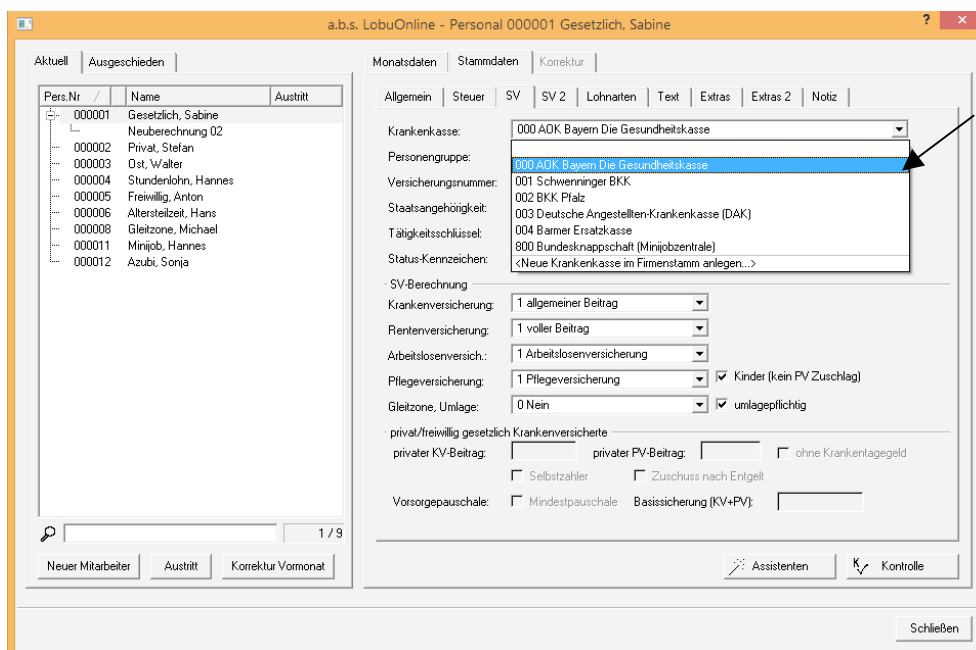 a.b.s. LobuOnline - Personal 000001 Gesetzlich, Sabine
Aktuell Ausgeschieden
Pers.Nr Name Austritt
000001 Gesetzlich, Sabine
Neuberechnung 02
000002 Privat, Stefan
000003 Ost, Walter
000004 Stundenlohn, Hannes
000005 Freiwillig, Anton
000006 Altersteilzeit, Hans
000008 Gleitzone, Michael
000011 Minijob, Hannes
000012 Azubi, Sonja
1 / 9
Neuer Mitarbeiter Austritt Korrektur Vormonat
Monatsdaten Stammdaten Korrektur
Allgemein Steuer SV SV 2 Lohnarten Text Extras Extras 2 Notiz
Krankenkasse: 000 AOK Bayern Die Gesundheitskasse
Personengruppe:
Versicherungsnummer:
Staatsangehörigkeit:
Tätigkeitsschlüssel:
Status-Kennzeichen:
000 AOK Bayern Die Gesundheitskasse
001 Schwenninger BKK
002 BKK Pfalz
003 Deutsche Angestellten-Krankenkasse (DAK)
004 Barmer Ersatzkasse
800 Bundesknappschaft (Minijobzentrale)
<Neue Krankenkasse im Firmenstamm anlegen...>
SV-Berechnung
Krankenversicherung: 1 allgemeiner Beitrag
Rentenversicherung: 1 voller Beitrag
Arbeitslosenversich.: 1 Arbeitslosenversicherung
Pflegeversicherung: 1 Pflegeversicherung Kinder (kein PV Zuschlag)
Gleitzone, Umlage: 0 Nein umlagepflichtig
privat/freiwillig gesetzlich Krankenversicherte
privater KV-Beitrag: privater PV-Beitrag: ohne Krankentagegeld
Selbstzahler Zuschuss nach Entgelt
Vorsorgepauschale: Mindestpauschale Basissicherung (KV+PV):
Assistenten Kontrolle
Schließen